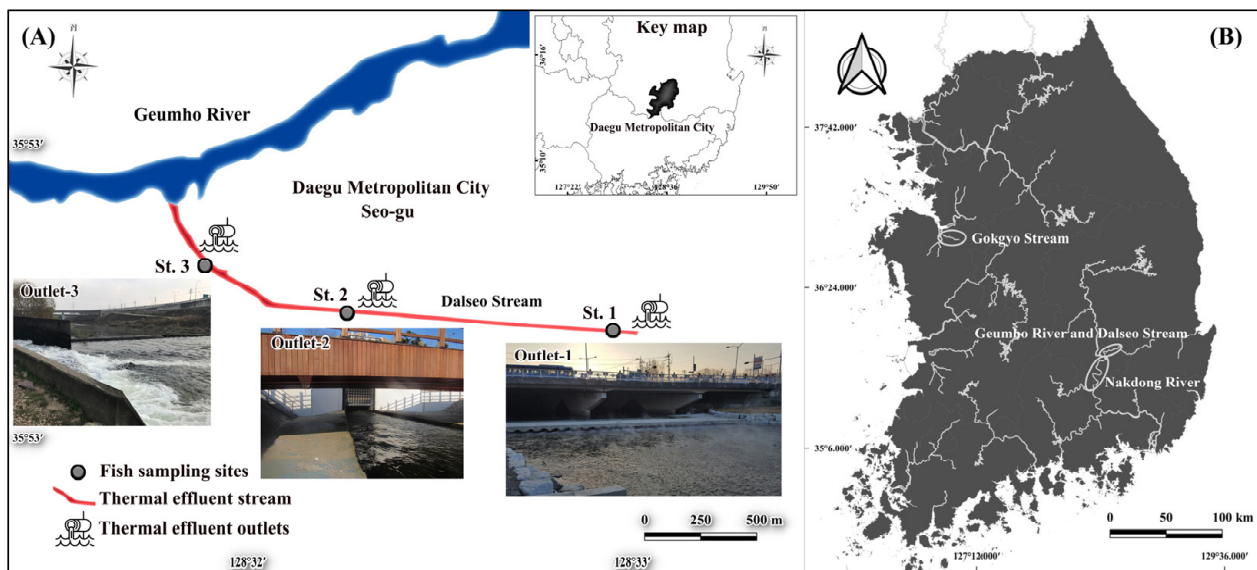 (A)
N
Geumho River
35°53′
Daegu Metropolitan City
Seo-gu
St. 3
St. 2
Dalseo Stream
St. 1
Outlet-3
Outlet-2
Outlet-1
35°53′
Fish sampling sites
Thermal effluent stream
Thermal effluent outlets
0 250 500 m
128°32′
128°33′
Key map
N
36°16′
35°10′
Daegu Metropolitan City
127°22′
128°36′
129°50′
(B)
37°42.000′
Gokgyo Stream
36°24.000′
Geumho River and Dalseo Stream
Nakdong River
35°6.000′
0 50 100 km
127°12.000′
129°36.000′